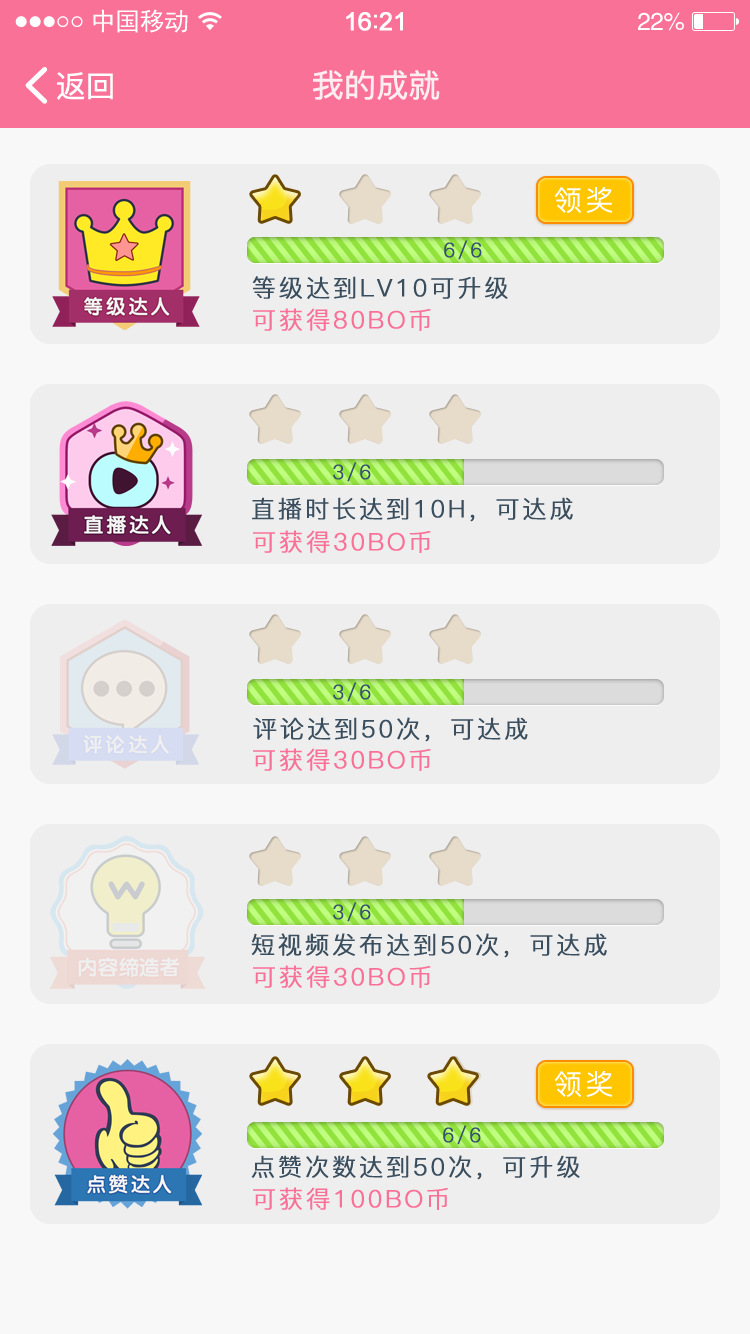 中国移动
16:21
22%
返回
我的成就
领奖
6/6
等级达到LV10可升级
可获得80BO币
等级达人
3/6
直播时长达到10H，可达成
可获得30BO币
直播达人
3/6
评论达到50次，可达成
可获得30BO币
评论达人
3/6
短视频发布达到50次，可达成
可获得30BO币
内容缔造者
领奖
6/6
点赞次数达到50次，可升级
可获得100BO币
点赞达人